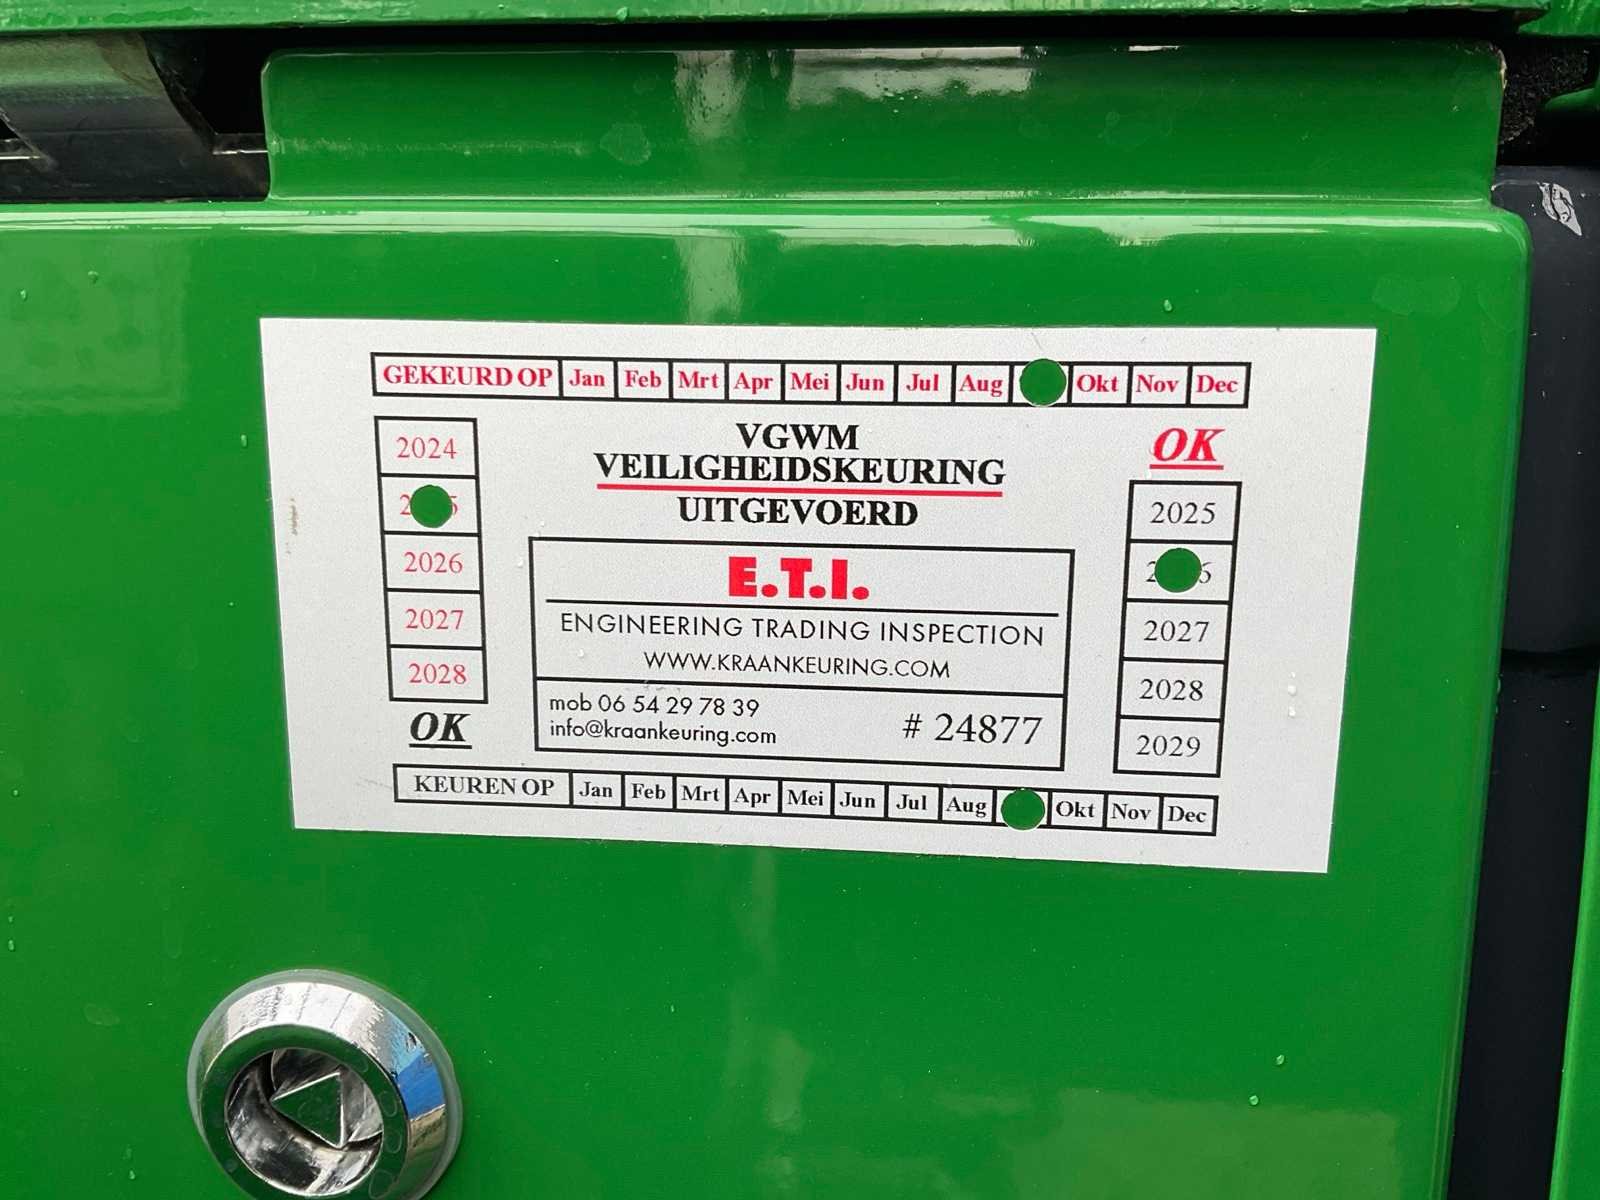 GEKEURD OP Jan Feb Mrt Apr Mei Jun Jul Aug Okt Nov Dec
2024
2026
2027
2028
OK
VGWM
VEILIGHEIDSKEURING
UITGEVOERD
E.T.I.
ENGINEERING TRADING INSPECTION
WWW.KRAANKEURING.COM
mob 06 54 29 78 39
info@kraankeuring.com
# 24877
OK
2025
2027
2028
2029
KEUREN OP Jan Feb Mrt Apr Mei Jun Jul Aug Okt Nov Dec